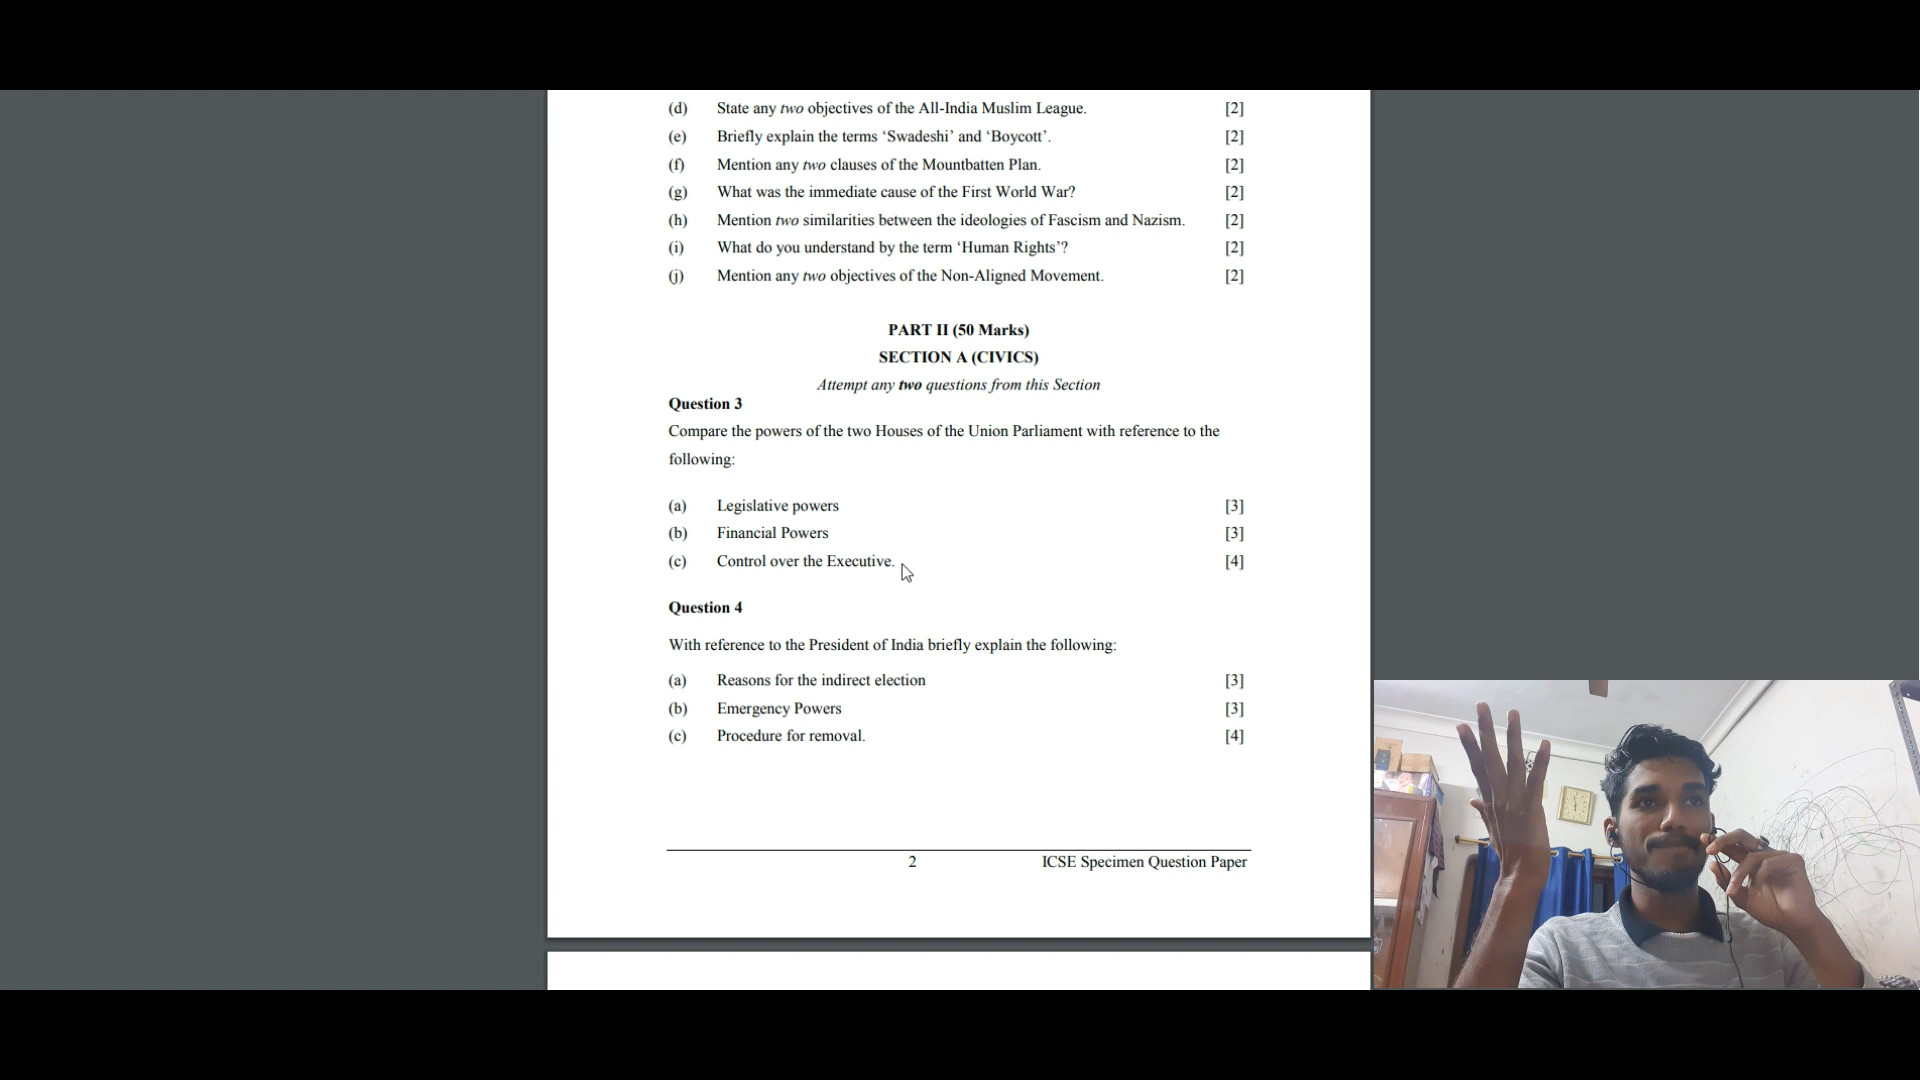 (d) State any two objectives of the All-India Muslim League. [2]
(e) Briefly explain the terms ‘Swadeshi’ and ‘Boycott’. [2]
(f) Mention any two clauses of the Mountbatten Plan. [2]
(g) What was the immediate cause of the First World War? [2]
(h) Mention two similarities between the ideologies of Fascism and Nazism. [2]
(i) What do you understand by the term ‘Human Rights’? [2]
(j) Mention any two objectives of the Non-Aligned Movement. [2]
PART II (50 Marks)
SECTION A (CIVICS)
Attempt any two questions from this Section
Question 3
Compare the powers of the two Houses of the Union Parliament with reference to the
following:
(a) Legislative powers [3]
(b) Financial Powers [3]
(c) Control over the Executive. [4]
Question 4
With reference to the President of India briefly explain the following:
(a) Reasons for the indirect election [3]
(b) Emergency Powers [3]
(c) Procedure for removal. [4]
2 ICSE Specimen Question Paper